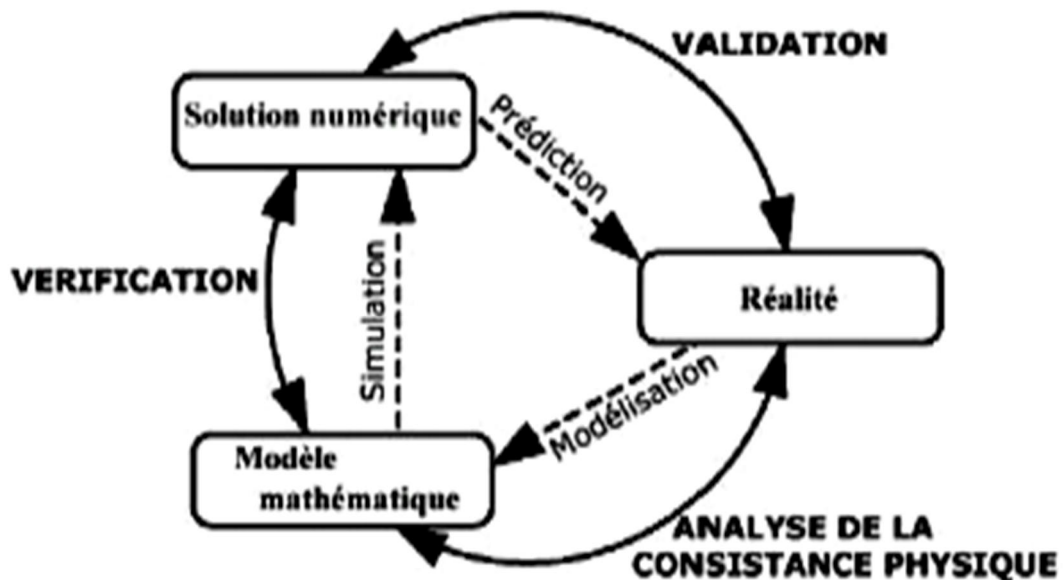 VALIDATION
Solution numérique
Prédiction
VERIFICATION
Simulation
Réalité
Modélisation
Modèle
mathématique
ANALYSE DE LA
CONSISTANCE PHYSIQUE